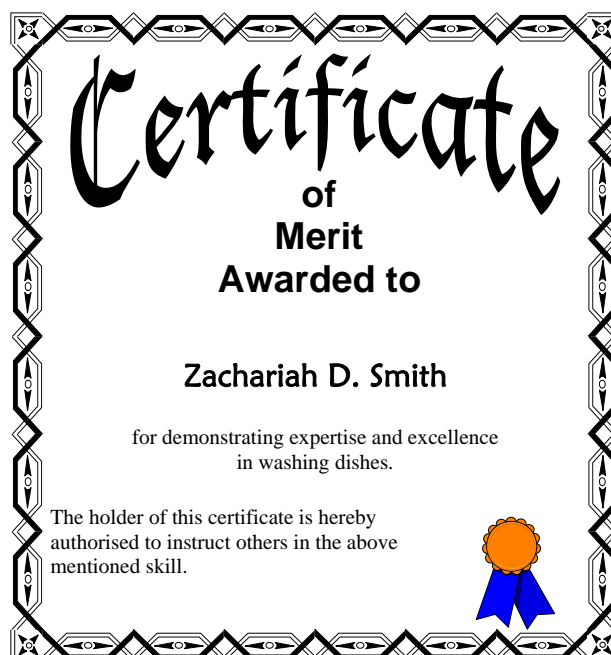 Certificate
of
Merit
Awarded to
Zachariah D. Smith
for demonstrating expertise and excellence
in washing dishes.
The holder of this certificate is hereby
authorised to instruct others in the above
mentioned skill.